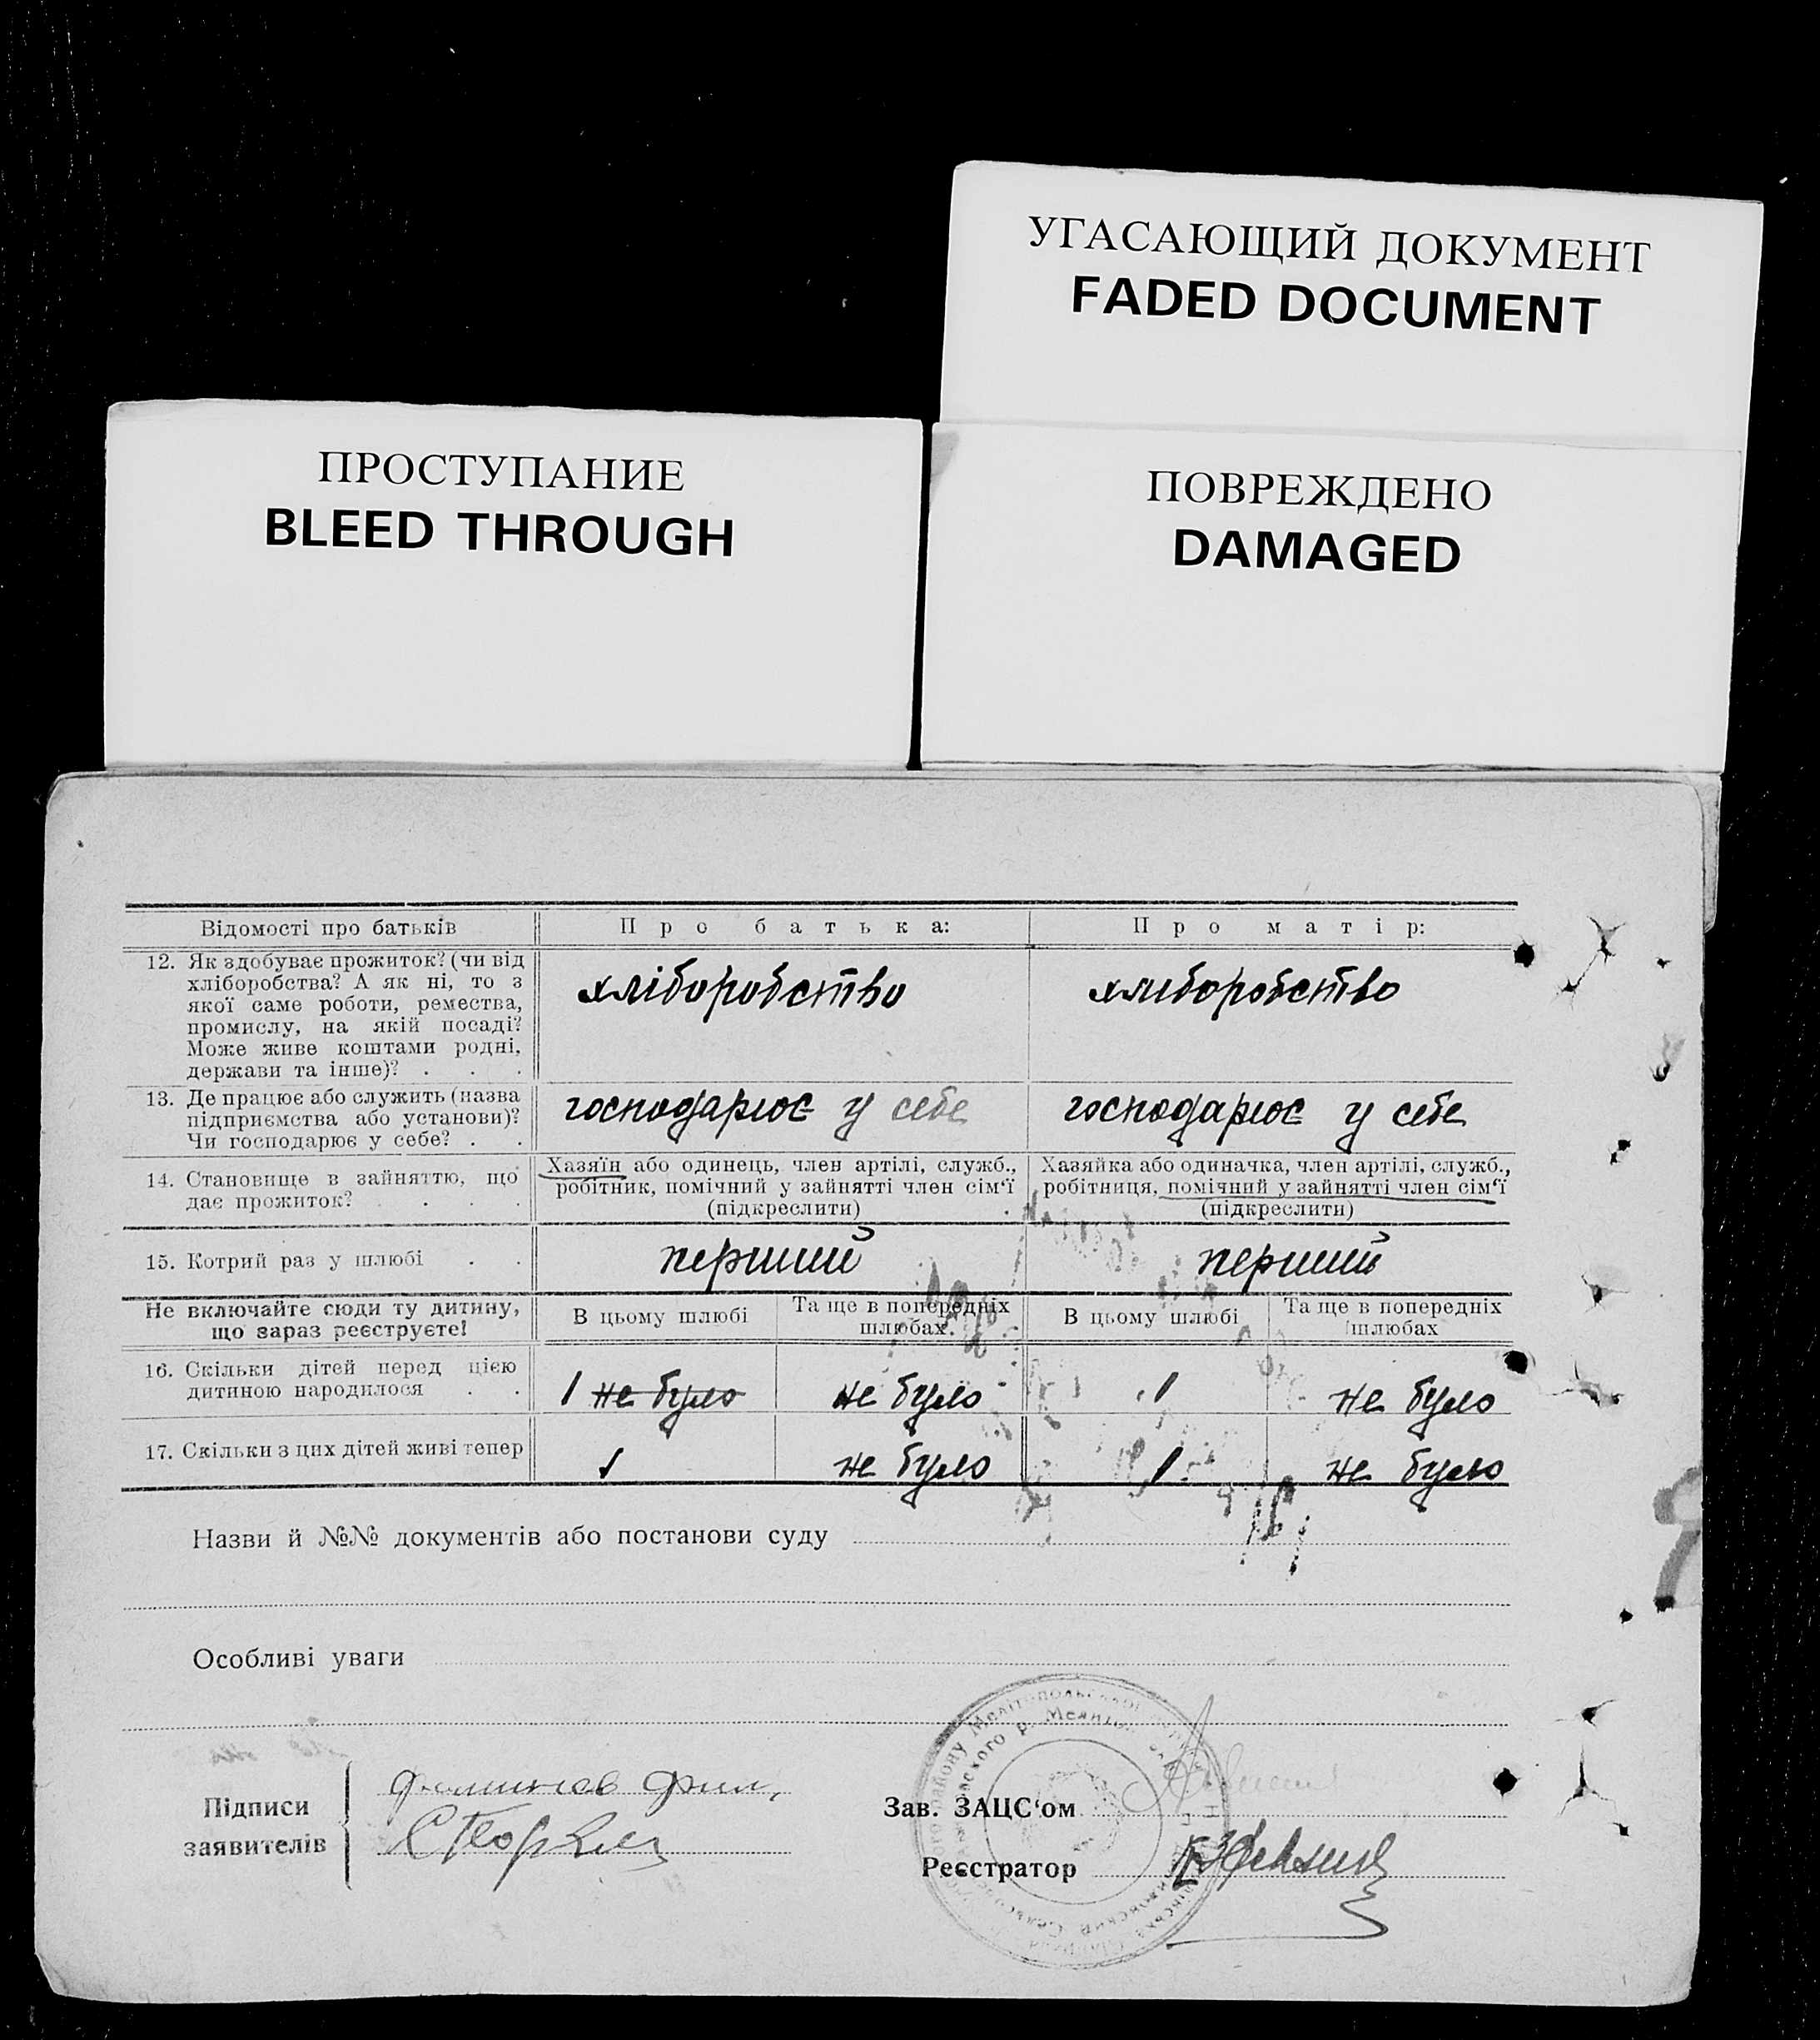 УГАСАЮЩИЙ ДОКУМЕНТ
FADED DOCUMENT
ПРОСТУПАНИЕ
BLEED THROUGH
ПОВРЕЖДЕНО
DAMAGED
Відомості про батьків
Про батька:
Про матір:
12. Як здобуває прожиток? (чи від
хліборобства? А як ні, то з
якої саме роботи, ремества,
промислу, на якій посаді?
Може живе коштами родні,
держави та інше)? . . .
хліборобство
хлиборобство
13. Де працює або служить (назва
підприємства або установи)?
Чи господарює у себе? . .
господарює у себе
господарює у себе
14. Становище в зайняттю, що
дає прожиток? . . .
Хазяїн або одинець, член артілі, служб.,
робітник, помічний у зайнятті член сім'ї
(підкреслити)
Хазяйка або одиначка, член артілі, служб.,
робітниця, помічний у зайнятті член сім'ї
(підкреслити)
15. Котрий раз у шлюбі . .
перший
перший
Не включайте сюди ту дитину,
що зараз реєструєте!
В цьому шлюбі
Та ще в попередніх
шлюбах
В цьому шлюбі
Та ще в попередніх
шлюбах
16. Скільки дітей перед цією
дитиною народилося . .
1 не було
не було
1
не було
17. Скільки з цих дітей живі тепер
1
не було
1
не було
Назви й №№ документів або постанови суду
Особливі уваги
Підписи
заявителів
Зав. ЗАЦС'ом
Реєстратор